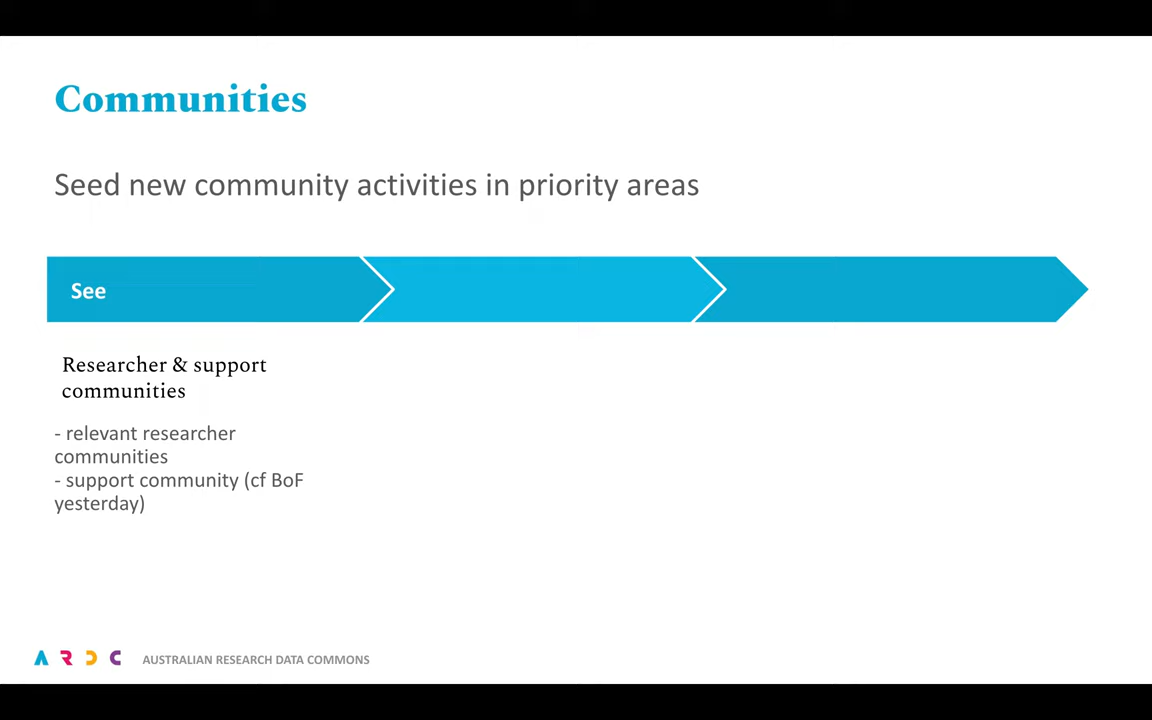 Communities
Seed new community activities in priority areas
See
Researcher & support
communities
- relevant researcher
communities
- support community (cf BoF
yesterday)
ARDC AUSTRALIAN RESEARCH DATA COMMONS